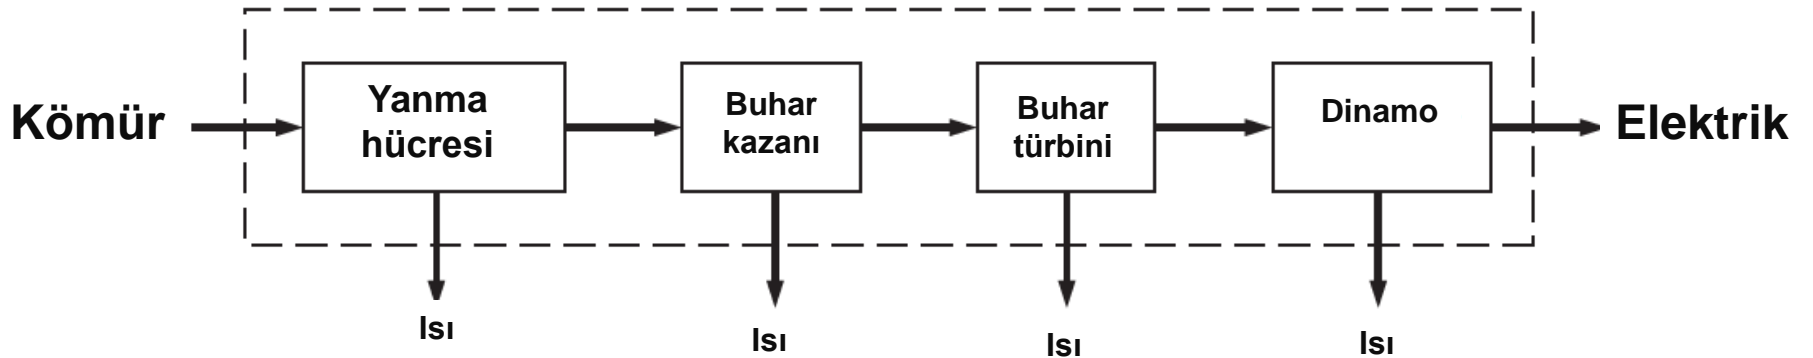 Kömür
Yanma
hücresi
Buhar
kazanı
Buhar
türbini
Dinamo
Elektrik
Isı
Isı
Isı
Isı